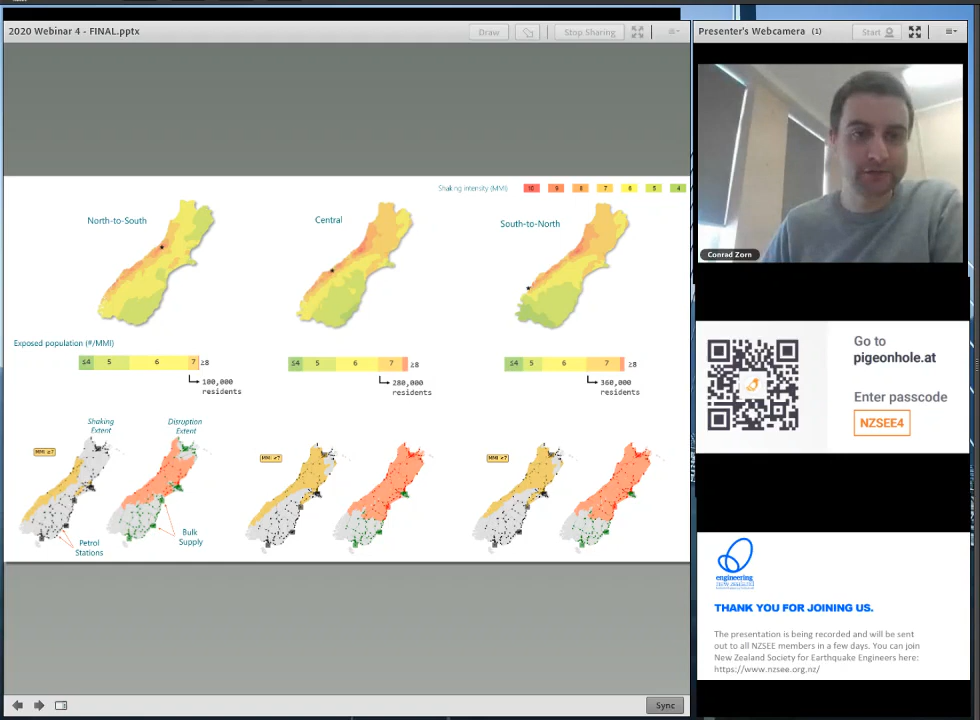 2020 Webinar 4 - FINAL.pptx
Draw
Stop Sharing
Presenter's Webcamera (1)
Start
Conrad Zorn
Shaking intensity (MMI)
10 9 8 7 6 5 4
North-to-South
Central
South-to-North
Exposed population (#/MMI)
≤4 5 6 7 ≥8
100,000
residents
≤4 5 6 7 ≥8
280,000
residents
≤4 5 6 7 ≥8
360,000
residents
Shaking
Extent
Disruption
Extent
MMI ≥7
Petrol
Stations
Bulk
Supply
MMI ≥7
MMI ≥7
Go to
pigeonhole.at
Enter passcode
NZSEE4
engineering
NEW ZEALAND
THANK YOU FOR JOINING US.
The presentation is being recorded and will be sent
out to all NZSEE members in a few days. You can join
New Zealand Society for Earthquake Engineers here:
https://www.nzsee.org.nz/
Sync